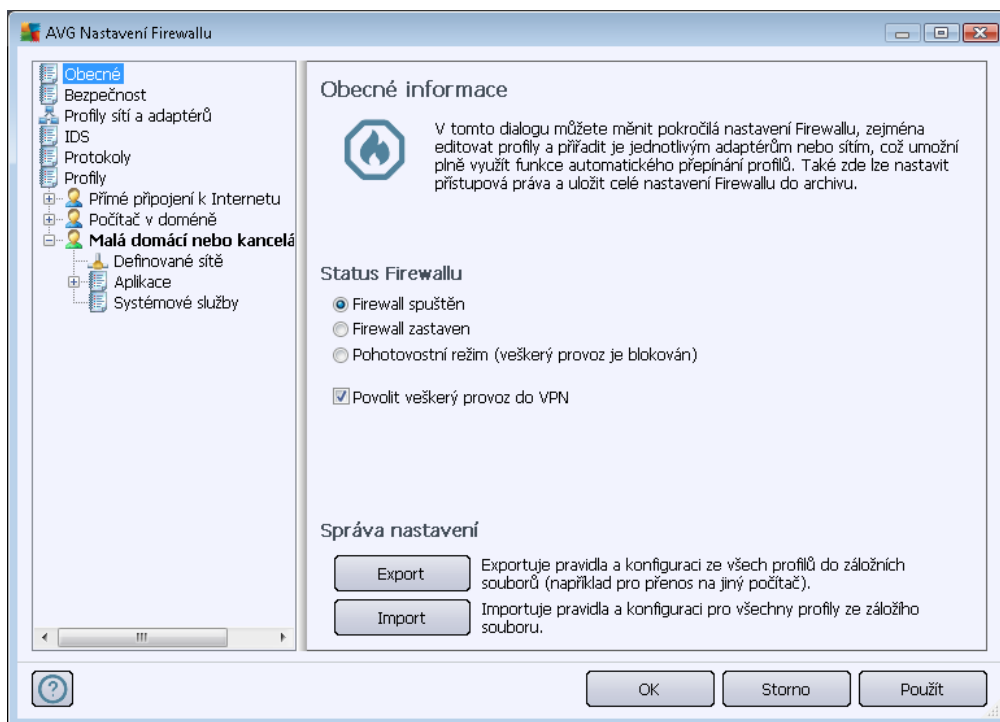 AVG Nastavení Firewallu
Obecné
Bezpečnost
Profily sítí a adaptérů
IDS
Protokoly
Profily
Přímé připojení k Internetu
Počítač v doméně
Malá domácí nebo kancelá
Definované sítě
Aplikace
Systémové služby
Obecné informace
V tomto dialogu můžete měnit pokročilá nastavení Firewallu, zejména
editovat profily a přiřadit je jednotlivým adaptérům nebo sítím, což umožní
plně využít funkce automatického přepínání profilů. Také zde lze nastavit
přístupová práva a uložit celé nastavení Firewallu do archivu.
Status Firewallu
Firewall spuštěn
Firewall zastaven
Pohotovostní režim (veškerý provoz je blokován)
Povolit veškerý provoz do VPN
Správa nastavení
Export
Exportuje pravidla a konfiguraci ze všech profilů do záložních
souborů (například pro přenos na jiný počítač).
Import
Importuje pravidla a konfiguraci pro všechny profily ze záložího
souboru.
OK
Storno
Použít